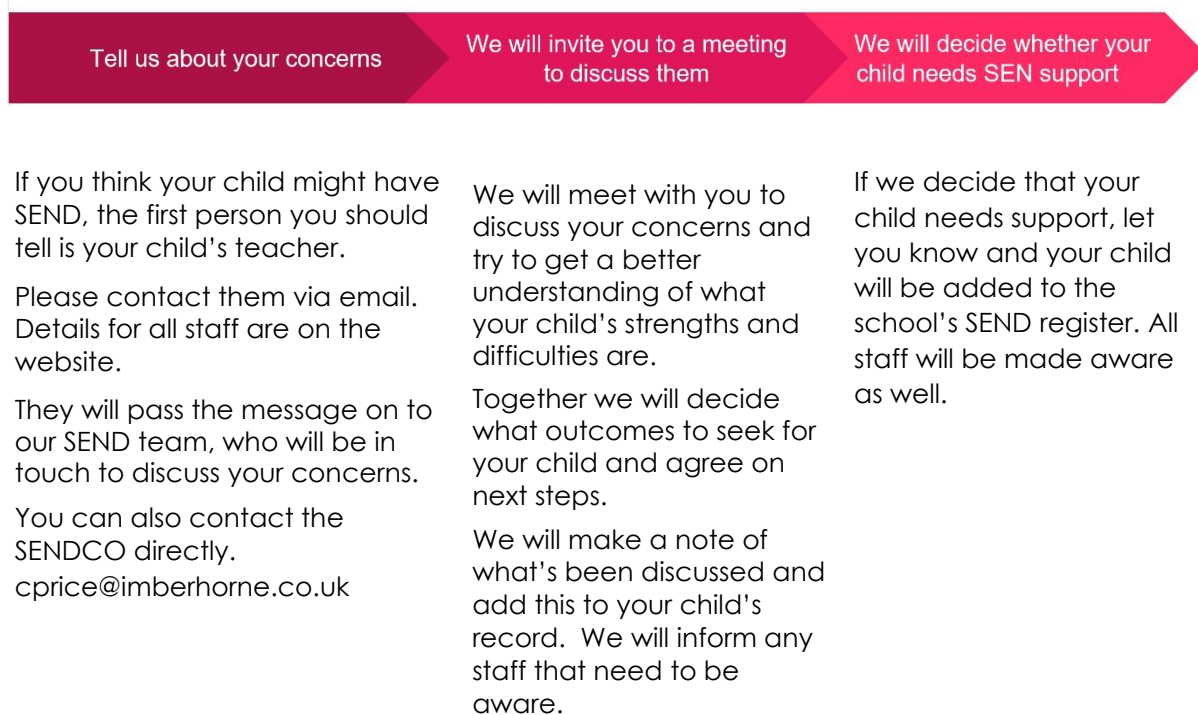 Tell us about your concerns
We will invite you to a meeting
to discuss them
We will decide whether your
child needs SEN support
If you think your child might have
SEND, the first person you should
tell is your child’s teacher.
Please contact them via email.
Details for all staff are on the
website.
They will pass the message on to
our SEND team, who will be in
touch to discuss your concerns.
You can also contact the
SENDCO directly.
cprice@imberhorne.co.uk
We will meet with you to
discuss your concerns and
try to get a better
understanding of what
your child’s strengths and
difficulties are.
Together we will decide
what outcomes to seek for
your child and agree on
next steps.
We will make a note of
what’s been discussed and
add this to your child’s
record.  We will inform any
staff that need to be
aware.
If we decide that your
child needs support, let
you know and your child
will be added to the
school’s SEND register. All
staff will be made aware
as well.